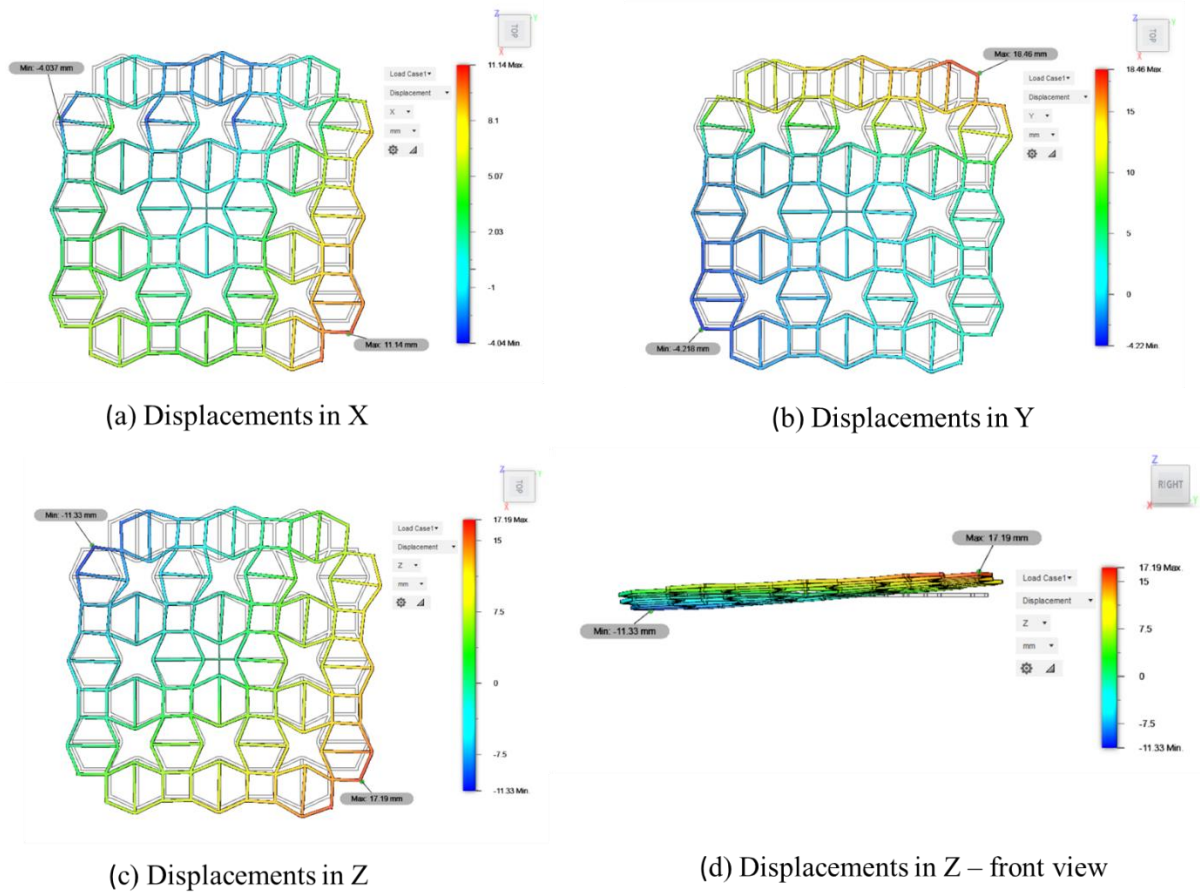 Z
Y
TOP
X
Min: -4.037 mm
11.14 Max.
Load Case1
Displacement
8.1
X
mm
5.07
2.03
-1
Max: 11.14 mm
-4.04 Min.
(a) Displacements in X
Z
Y
TOP
X
Max: 18.46 mm
18.46 Max.
Load Case1
Displacement
15
Y
mm
10
5
0
Min: -4.218 mm
-4.22 Min.
(b) Displacements in Y
Z
Y
TOP
X
Min: -11.33 mm
17.19 Max.
Load Case1
15
Displacement
Z
mm
7.5
0
-7.5
Max: 17.19 mm
-11.33 Min.
(c) Displacements in Z
Z
RIGHT
X
Y
Max: 17.19 mm
17.19 Max.
Load Case1
15
Displacement
7.5
Z
mm
0
Min: -11.33 mm
-7.5
-11.33 Min.
(d) Displacements in Z – front view